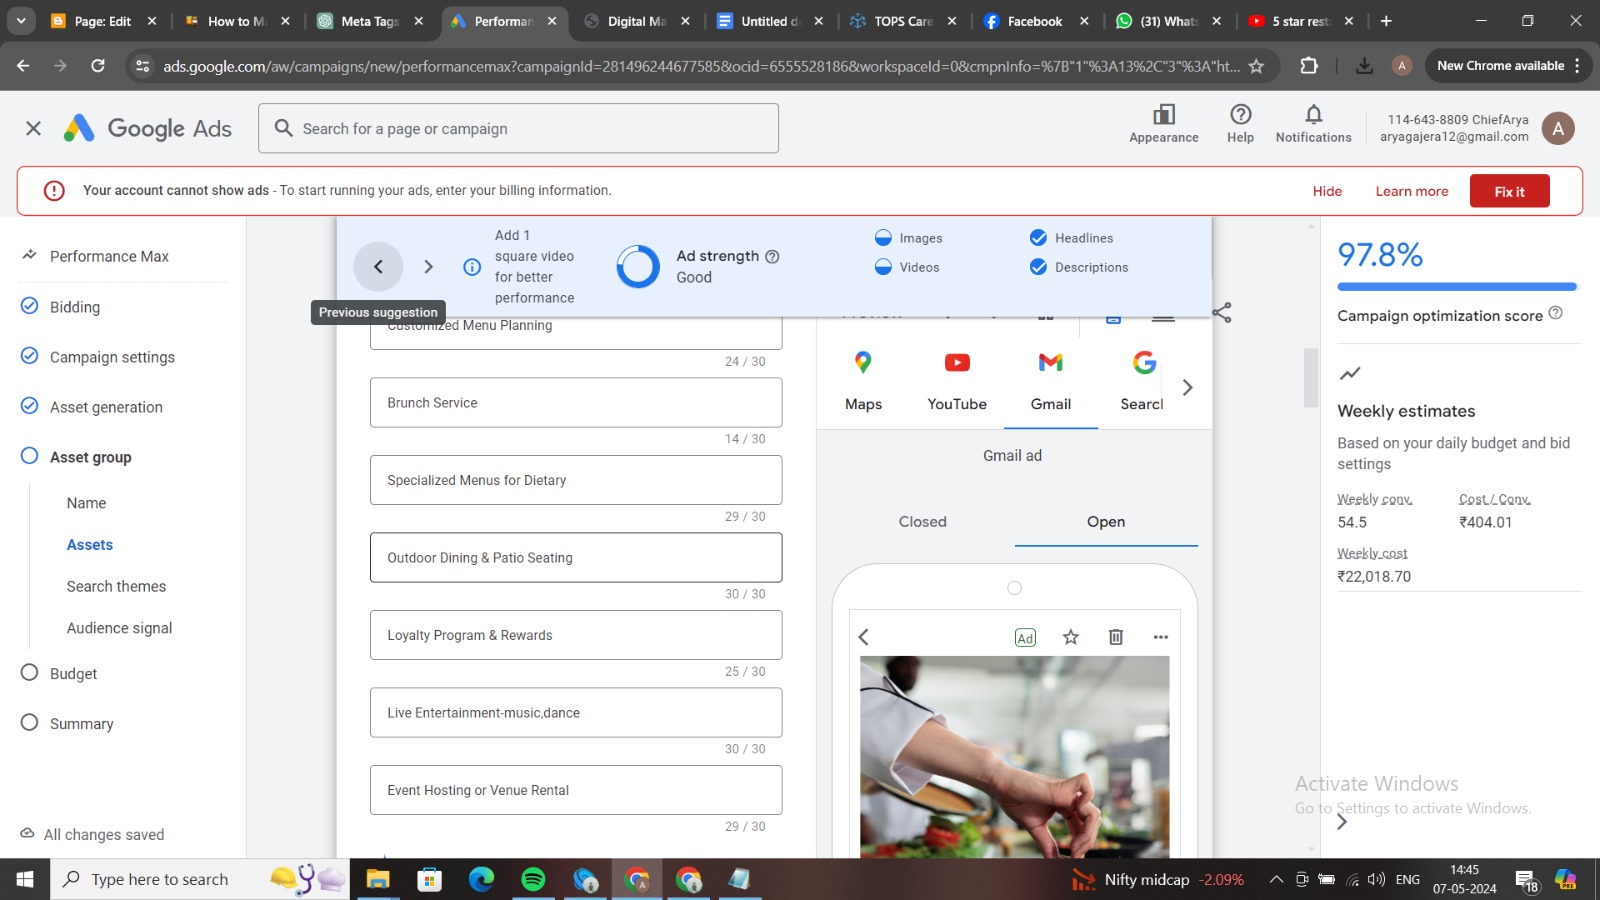 Page: Edit
How to M
Meta Tags
Performan
Digital Ma
Untitled d
TOPS Care
Facebook
(31) What
5 star rest
ads.google.com/aw/campaigns/new/performancemax?campaignId=281496244677585&ocid=6555528186&workspaceId=0&cmpnInfo=%7B"1"%3A13%2C"3"%3A"ht...
A
New Chrome available
Google Ads
Search for a page or campaign
Appearance
Help
Notifications
114-643-8809 ChiefArya
aryagajera12@gmail.com
A
Your account cannot show ads - To start running your ads, enter your billing information.
Hide
Learn more
Fix it
Performance Max
Bidding
Campaign settings
Asset generation
Asset group
Name
Assets
Search themes
Audience signal
Budget
Summary
All changes saved
Previous suggestion
Add 1
square video
for better
performance
Ad strength
Good
Images
Videos
Headlines
Descriptions
Customized Menu Planning
24 / 30
Brunch Service
14 / 30
Specialized Menus for Dietary
29 / 30
Outdoor Dining & Patio Seating
30 / 30
Loyalty Program & Rewards
25 / 30
Live Entertainment-music,dance
30 / 30
Event Hosting or Venue Rental
29 / 30
Maps
YouTube
Gmail
Search
Gmail ad
Closed
Open
Ad
97.8%
Campaign optimization score
Weekly estimates
Based on your daily budget and bid
settings
Weekly conv.
Cost / Conv.
54.5
₹404.01
Weekly cost
₹22,018.70
Activate Windows
Go to Settings to activate Windows.
Type here to search
Nifty midcap -2.09%
ENG
14:45
07-05-2024
18